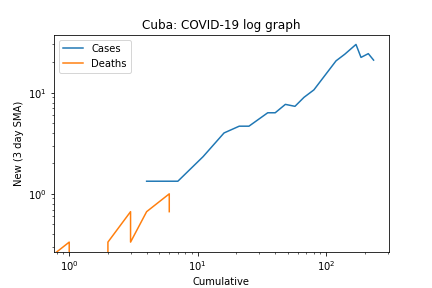 Cuba: COVID-19 log graph
Cases
Deaths
New (3 day SMA)
10¹
10⁰
10⁰ 10¹ 10²
Cumulative